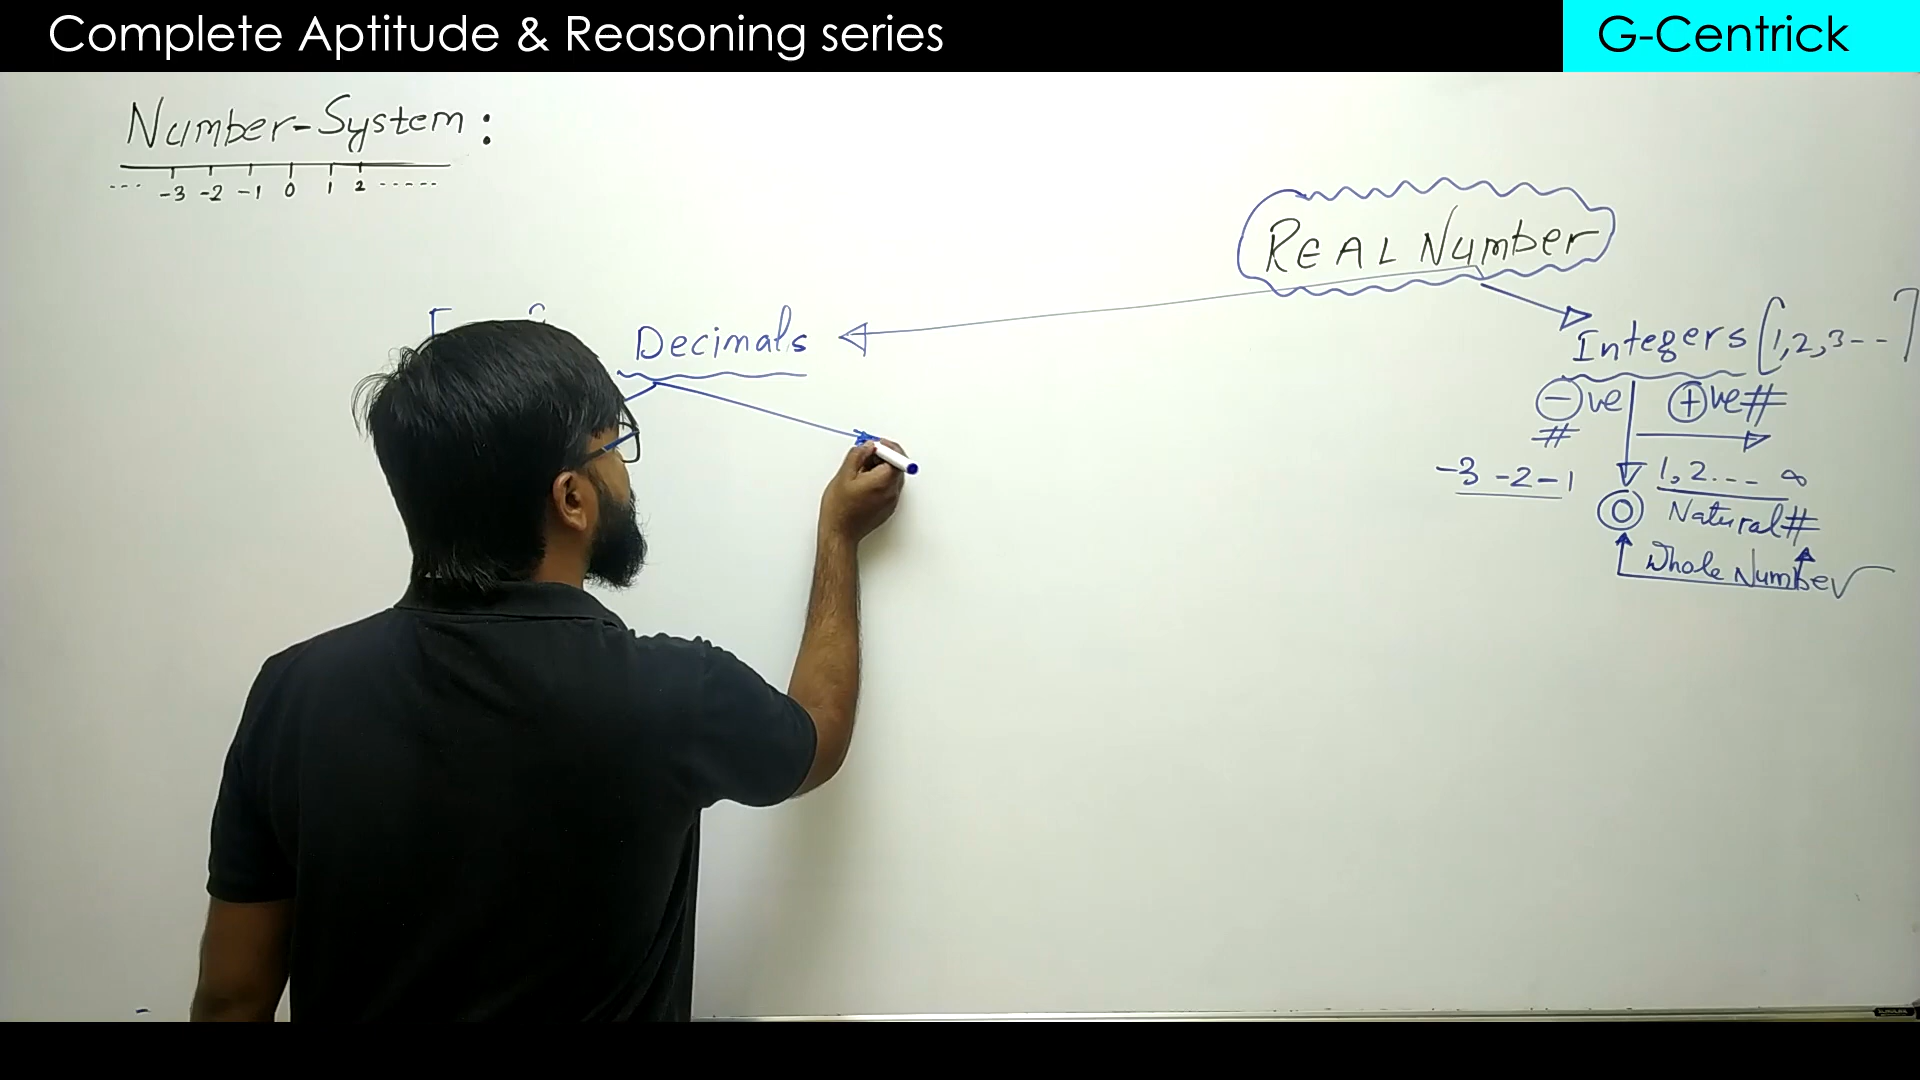 Complete Aptitude & Reasoning series
G-Centrick
Number-System :
--- -3 -2 -1 0 1 2 -----
REAL Number
Decimals
Integers [1,2,3---]
-ve +ve#
#
-3 -2 -1
1,2.--- ∞
0 Natural#
Whole Number